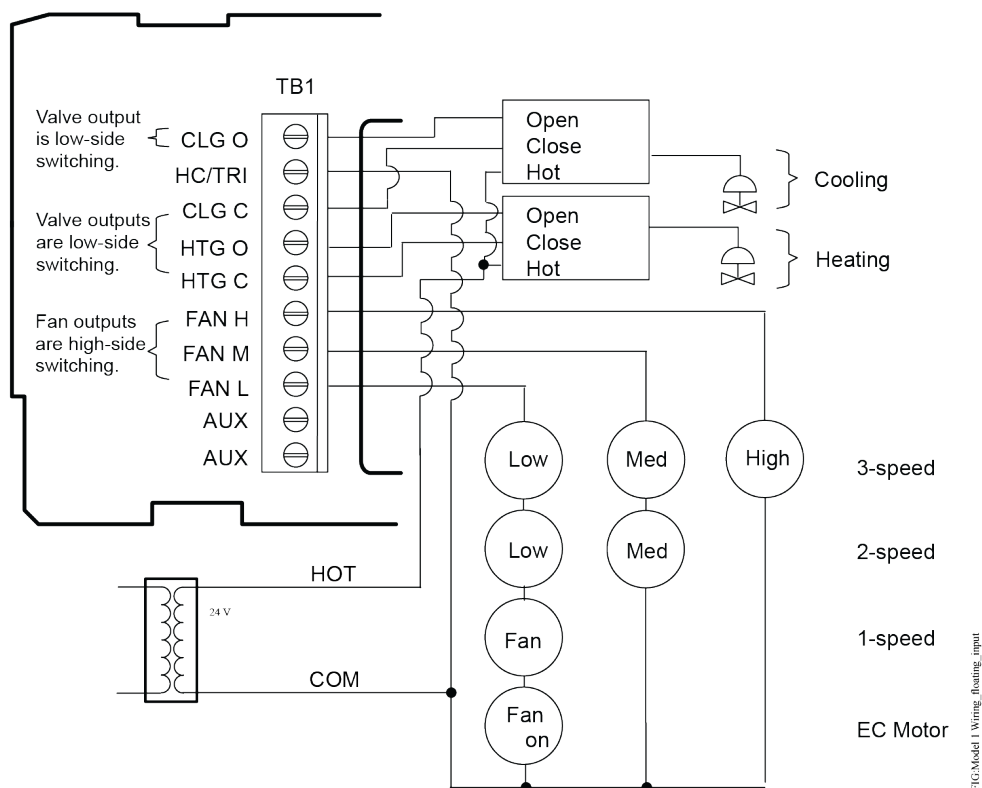 TB1
Valve output
is low-side
switching.
CLG O
HC/TRI
CLG C
Valve outputs
are low-side
switching.
HTG O
HTG C
FAN H
Fan outputs
are high-side
switching.
FAN M
FAN L
AUX
AUX
Open
Close
Hot
Cooling
Open
Close
Hot
Heating
Low
Med
High
3-speed
Low
Med
2-speed
Fan
1-speed
Fan
on
EC Motor
HOT
24 V
COM
FIG:Model 1 Wiring_floating_input